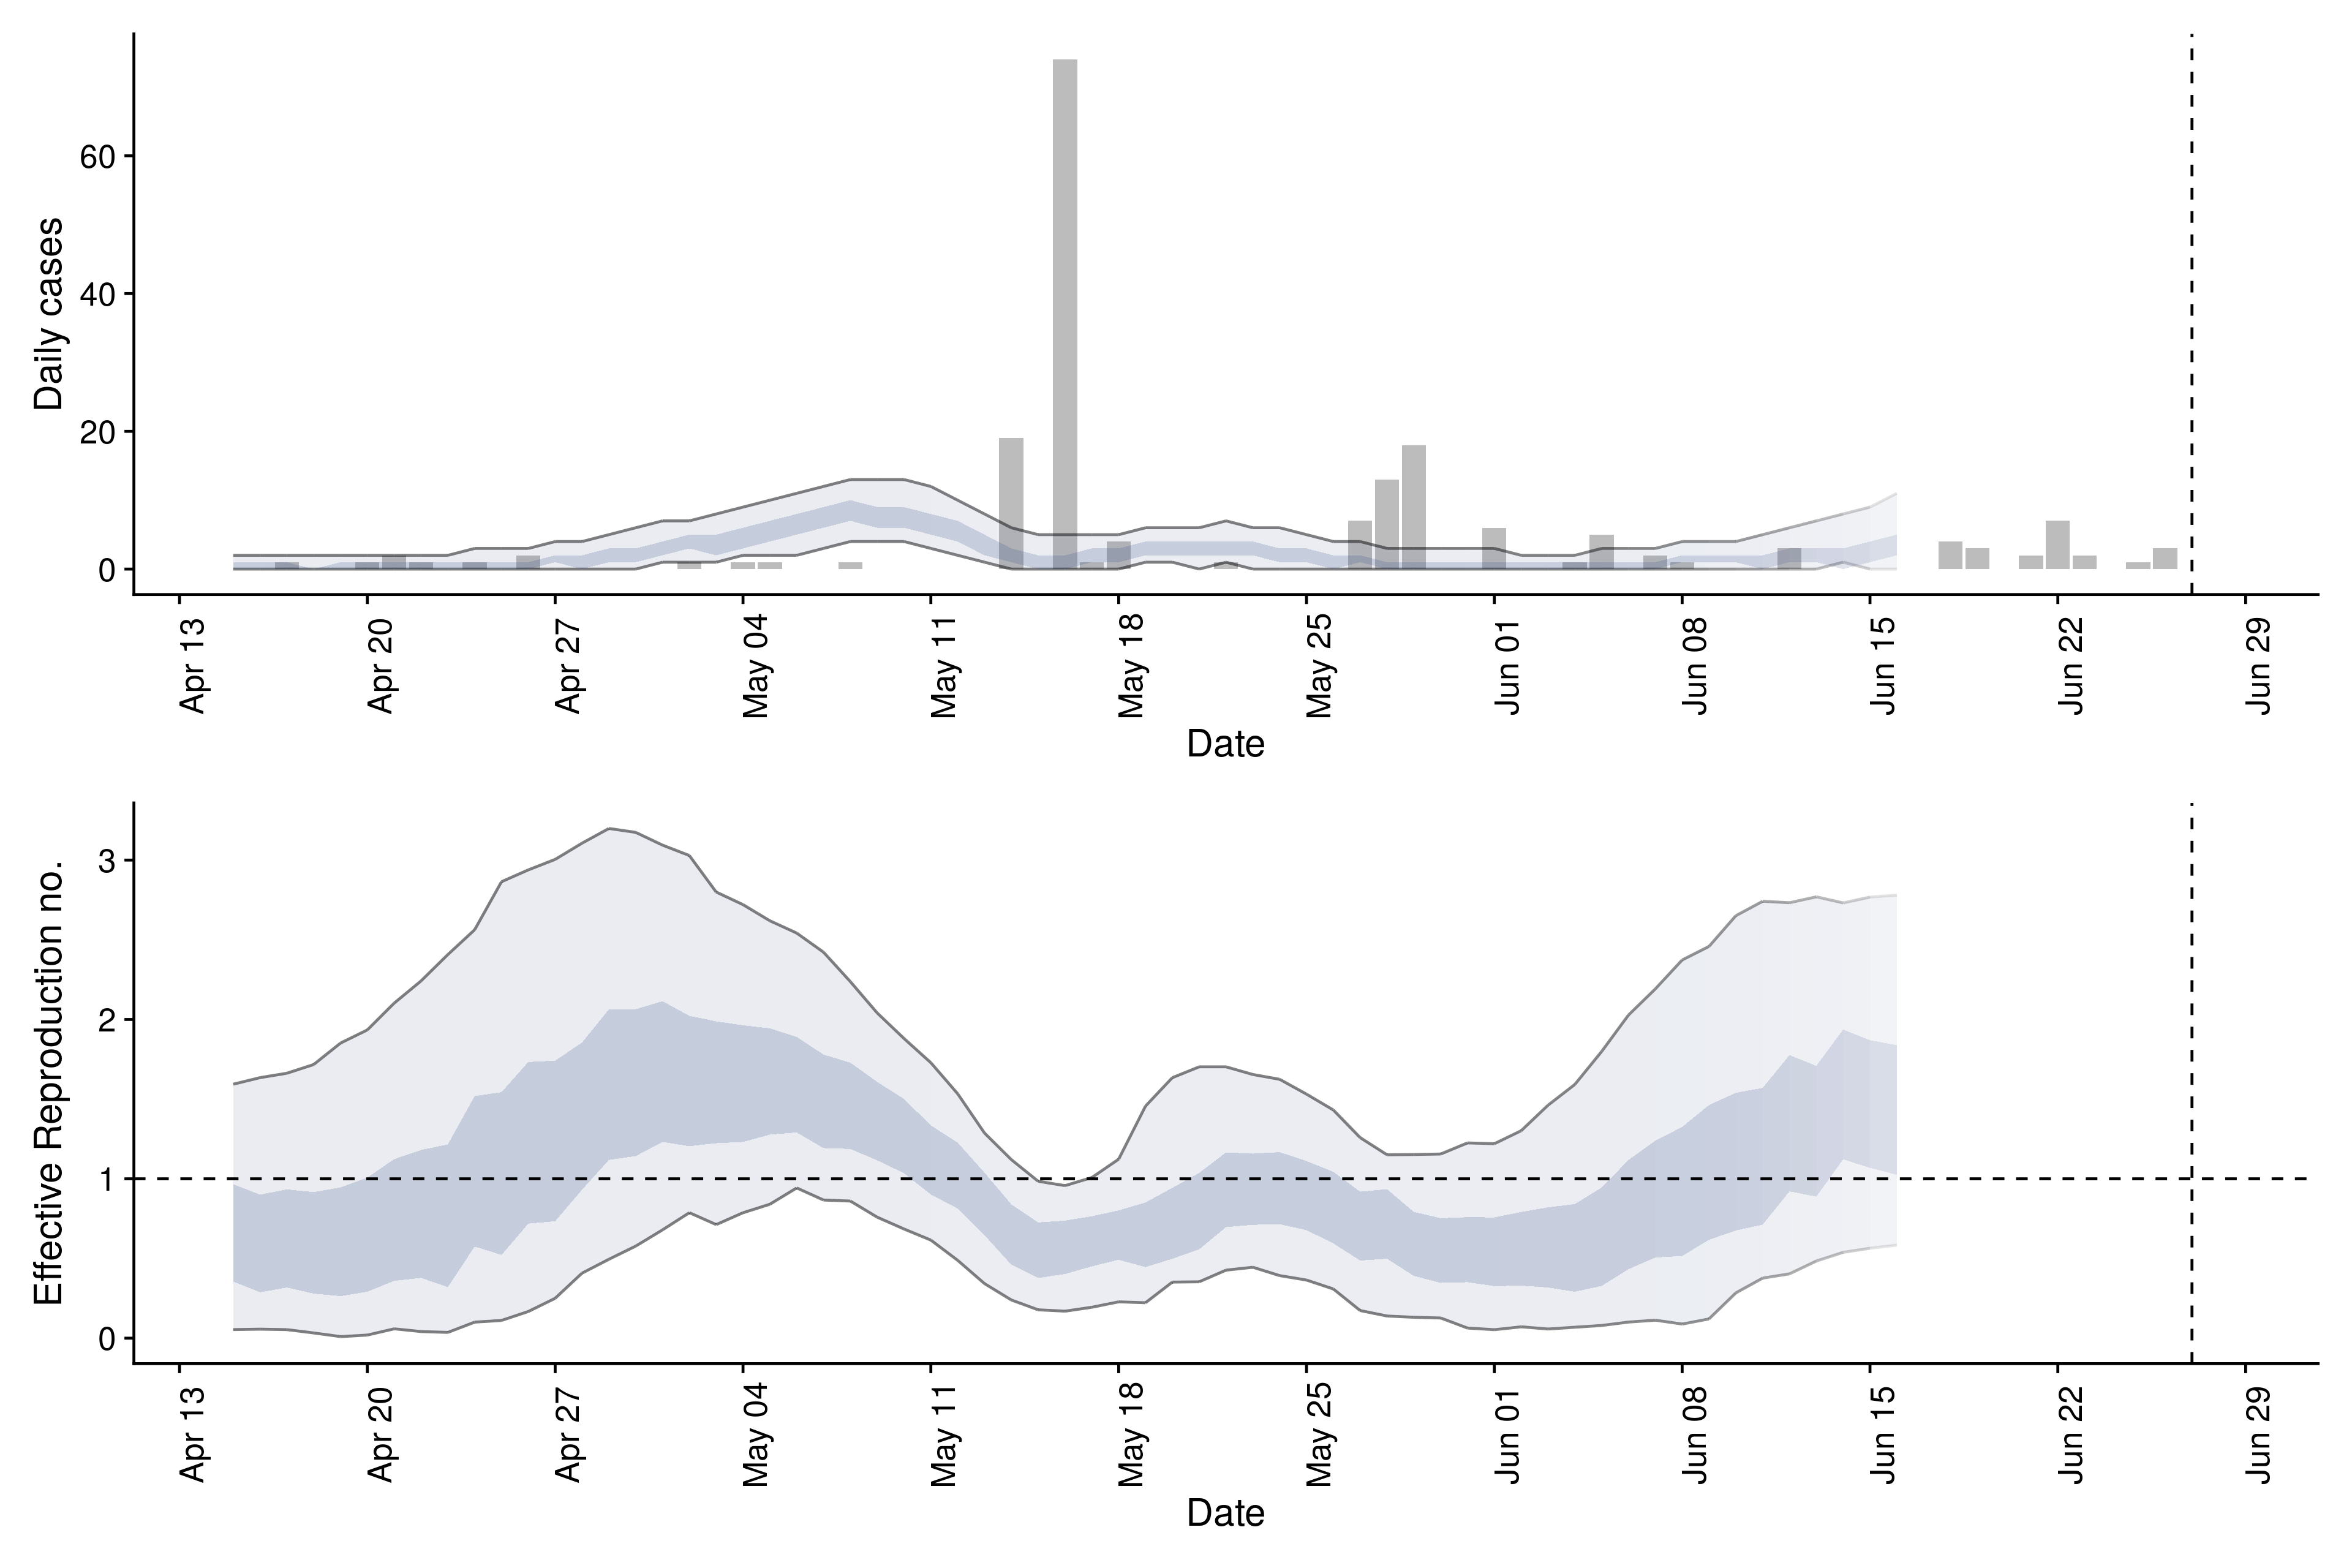 Daily cases
60
40
20
0
Apr 13
Apr 20
Apr 27
May 04
May 11
May 18
May 25
Jun 01
Jun 08
Jun 15
Jun 22
Jun 29
Date
Effective Reproduction no.
3
2
1
0
Apr 13
Apr 20
Apr 27
May 04
May 11
May 18
May 25
Jun 01
Jun 08
Jun 15
Jun 22
Jun 29
Date